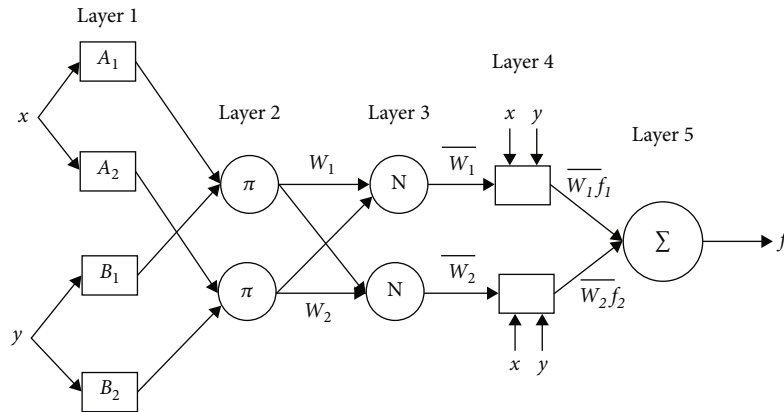 Layer 1
A₁
x
A₂
B₁
y
B₂
Layer 2
π
π
W₁
W₂
Layer 3
N
N
W̅₁
W̅₂
Layer 4
x y
x y
W̅₁f₁
W̅₂f₂
Layer 5
Σ
f